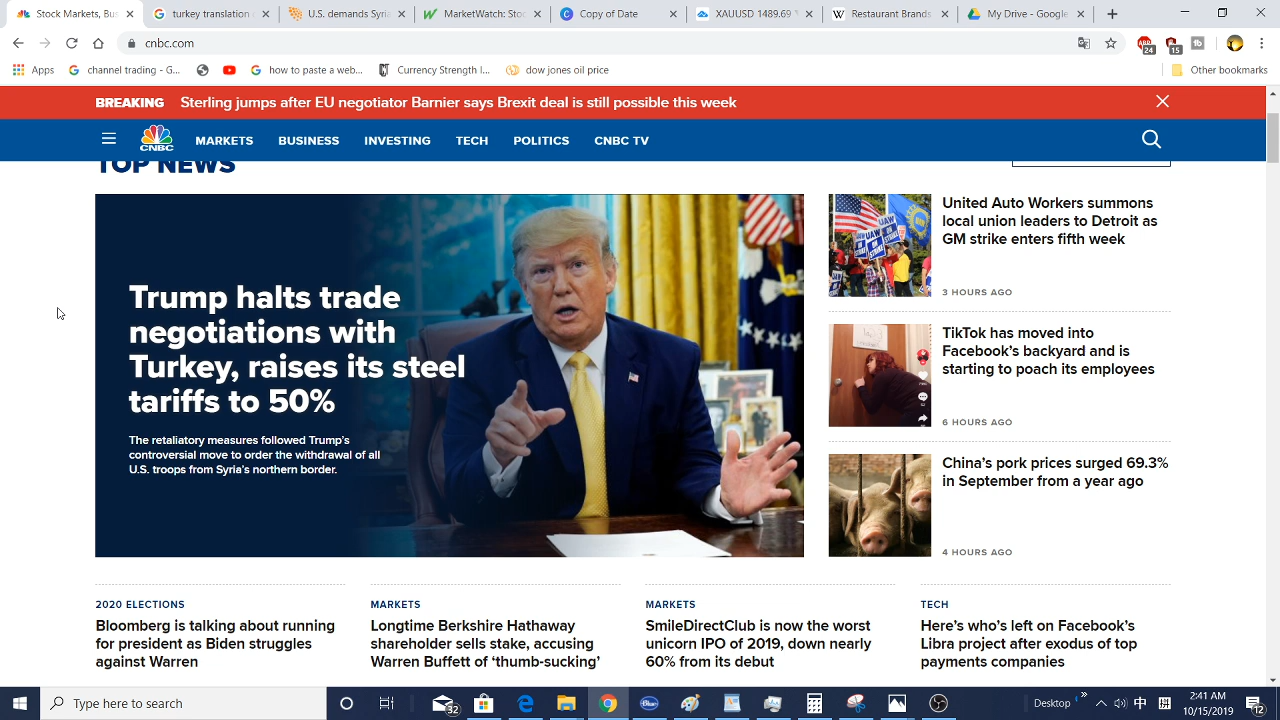 Stock Markets, Bus
turkey translation
U.S. demands Syria
MarketWatch: Stoc
Copy of Date
XAUUSD 1489.69
Restaurant Brands
My Drive - Google
cnbc.com
24
15
Apps
channel trading - G...
how to paste a web...
Currency Strength I...
dow jones oil price
Other bookmarks
BREAKING Sterling jumps after EU negotiator Barnier says Brexit deal is still possible this week
CNBC
MARKETS BUSINESS INVESTING TECH POLITICS CNBC TV
TOP NEWS
Trump halts trade
negotiations with
Turkey, raises its steel
tariffs to 50%
The retaliatory measures followed Trump's
controversial move to order the withdrawal of all
U.S. troops from Syria's northern border.
United Auto Workers summons
local union leaders to Detroit as
GM strike enters fifth week
3 HOURS AGO
TikTok has moved into
Facebook's backyard and is
starting to poach its employees
6 HOURS AGO
China's pork prices surged 69.3%
in September from a year ago
4 HOURS AGO
2020 ELECTIONS
Bloomberg is talking about running
for president as Biden struggles
against Warren
MARKETS
Longtime Berkshire Hathaway
shareholder sells stake, accusing
Warren Buffett of 'thumb-sucking'
MARKETS
SmileDirectClub is now the worst
unicorn IPO of 2019, down nearly
60% from its debut
TECH
Here's who's left on Facebook's
Libra project after exodus of top
payments companies
Type here to search
32
Desktop
中
拼
2:41 AM
10/15/2019
12